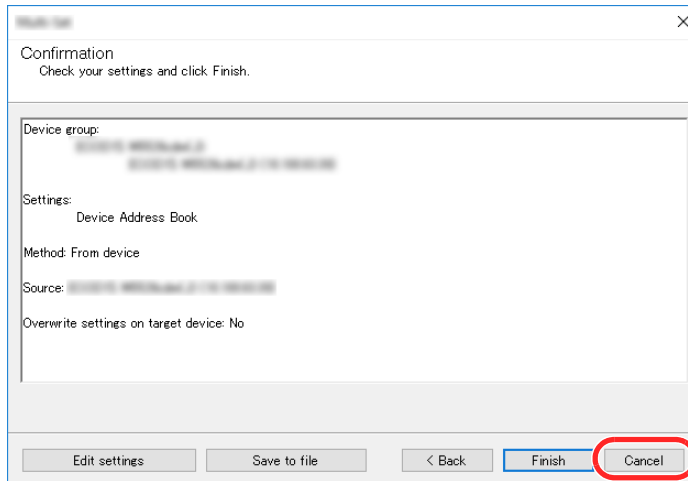 Confirmation
Check your settings and click Finish.
Device group:
Settings:
Device Address Book
Method: From device
Source:
Overwrite settings on target device: No
Edit settings
Save to file
< Back
Finish
Cancel